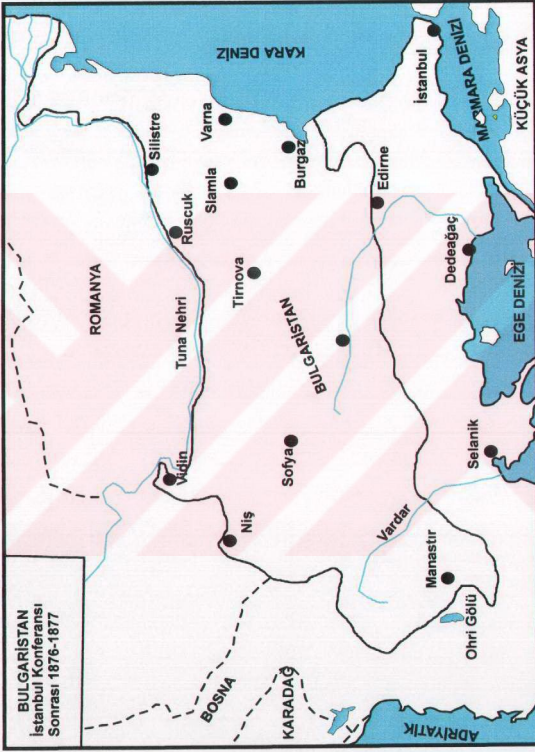 BULGARİSTAN
İstanbul Konferansı
Sonrası 1876-1877
ROMANYA
KARA DENİZ
Silistre
Tuna Nehri
Ruscuk
Varna
Slamla
Vidin
Tirnova
Burgaz
Niş
Sofya
BULGARİSTAN
BOSNA
KARADAĞ
Edirne
İstanbul
MARMARA DENİZİ
KÜÇÜK ASYA
Vardar
Manastır
Ohri Gölü
Selanik
Dedeağaç
EGE DENİZİ
ADRİYATİK